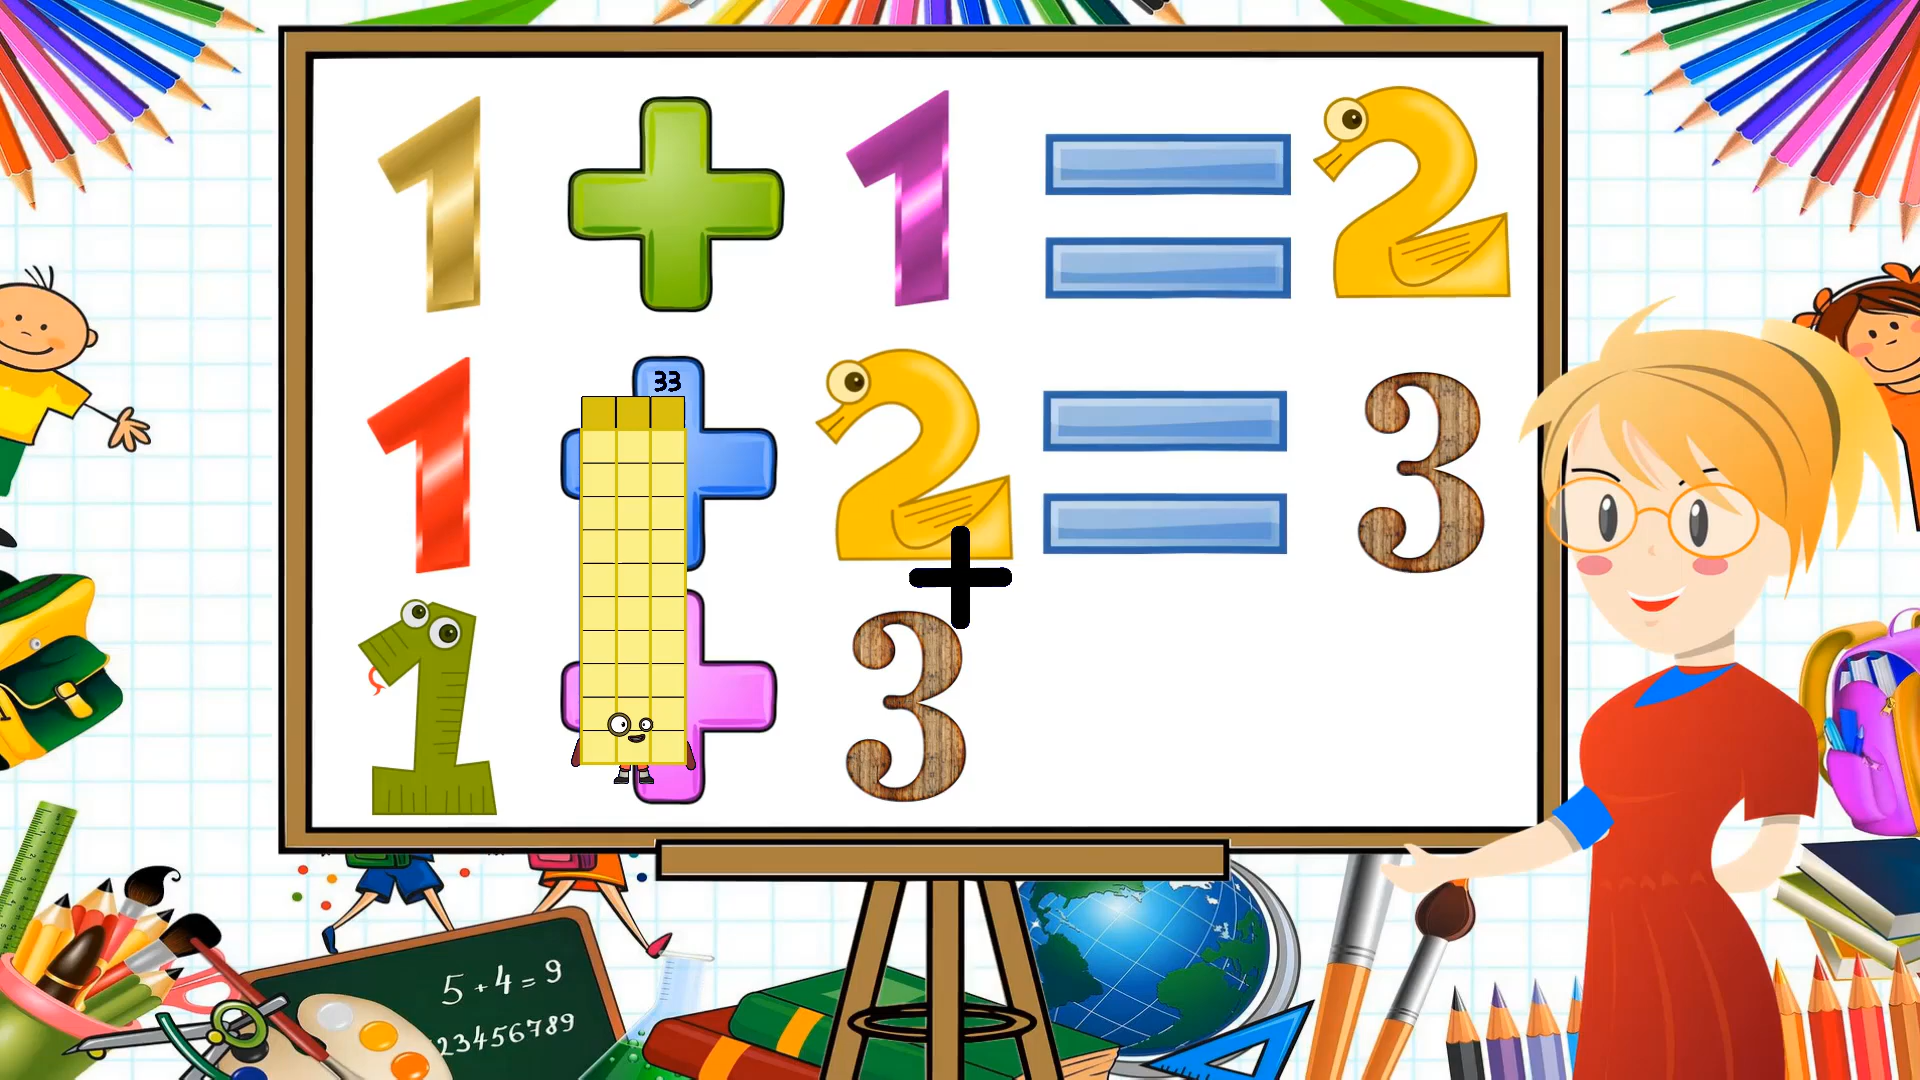 1 + 1 = 2
1 + 2 = 3
33
+
1 + 3
5 + 4 = 9
23456789